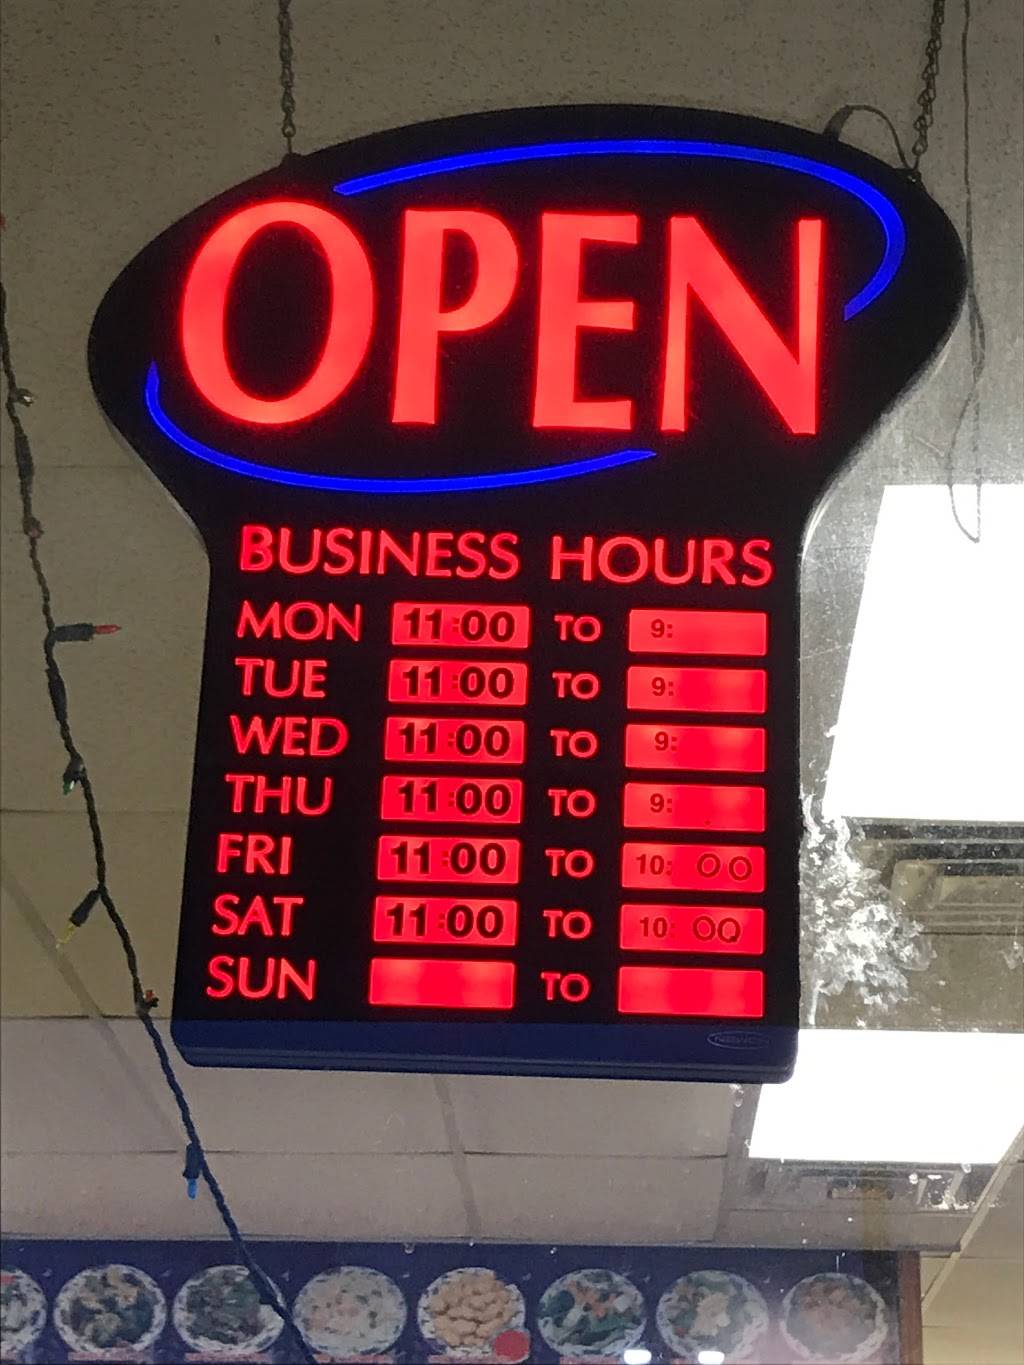 OPEN
BUSINESS HOURS
MON 11:00 TO 9:
TUE 11:00 TO 9:
WED 11:00 TO 9:
THU 11:00 TO 9:
FRI 11:00 TO 10: 00
SAT 11:00 TO 10: 00
SUN TO